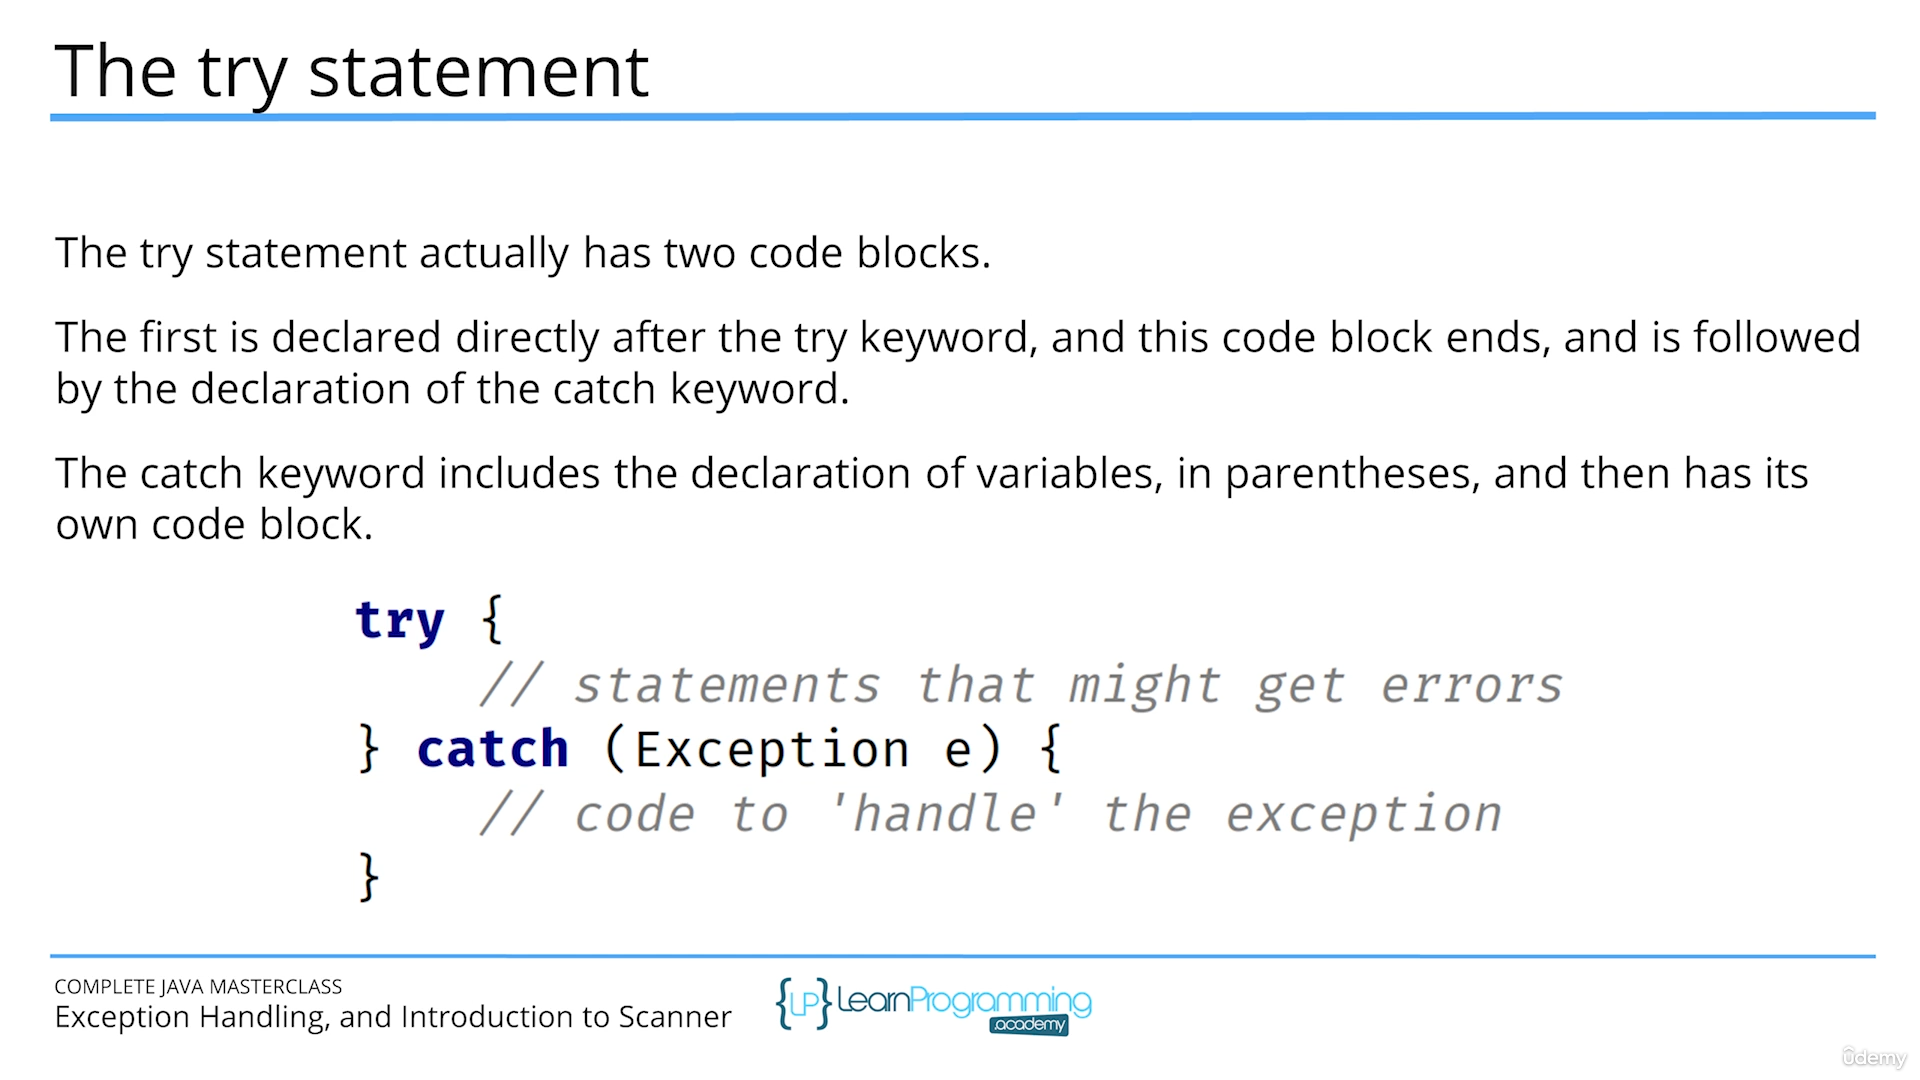 The try statement
The try statement actually has two code blocks.
The first is declared directly after the try keyword, and this code block ends, and is followed
by the declaration of the catch keyword.
The catch keyword includes the declaration of variables, in parentheses, and then has its
own code block.
try {
    // statements that might get errors
} catch (Exception e) {
    // code to 'handle' the exception
}
COMPLETE JAVA MASTERCLASS
Exception Handling, and Introduction to Scanner
{LP} LearnProgramming
.academy
ûdemy